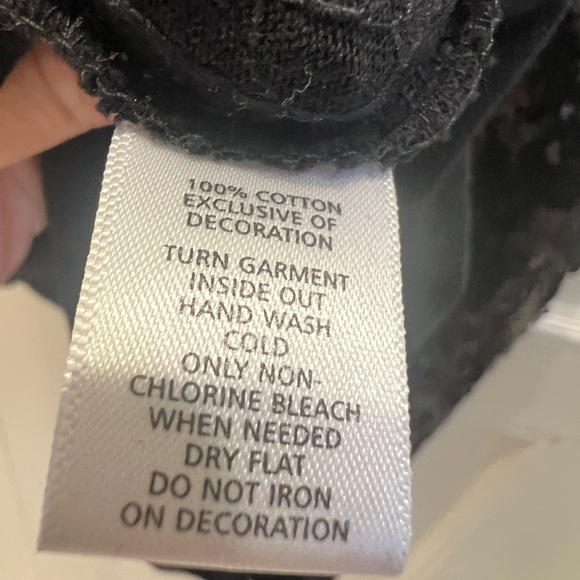 100% COTTON
EXCLUSIVE OF
DECORATION
TURN GARMENT
INSIDE OUT
HAND WASH
COLD
ONLY NON-
CHLORINE BLEACH
WHEN NEEDED
DRY FLAT
DO NOT IRON
ON DECORATION